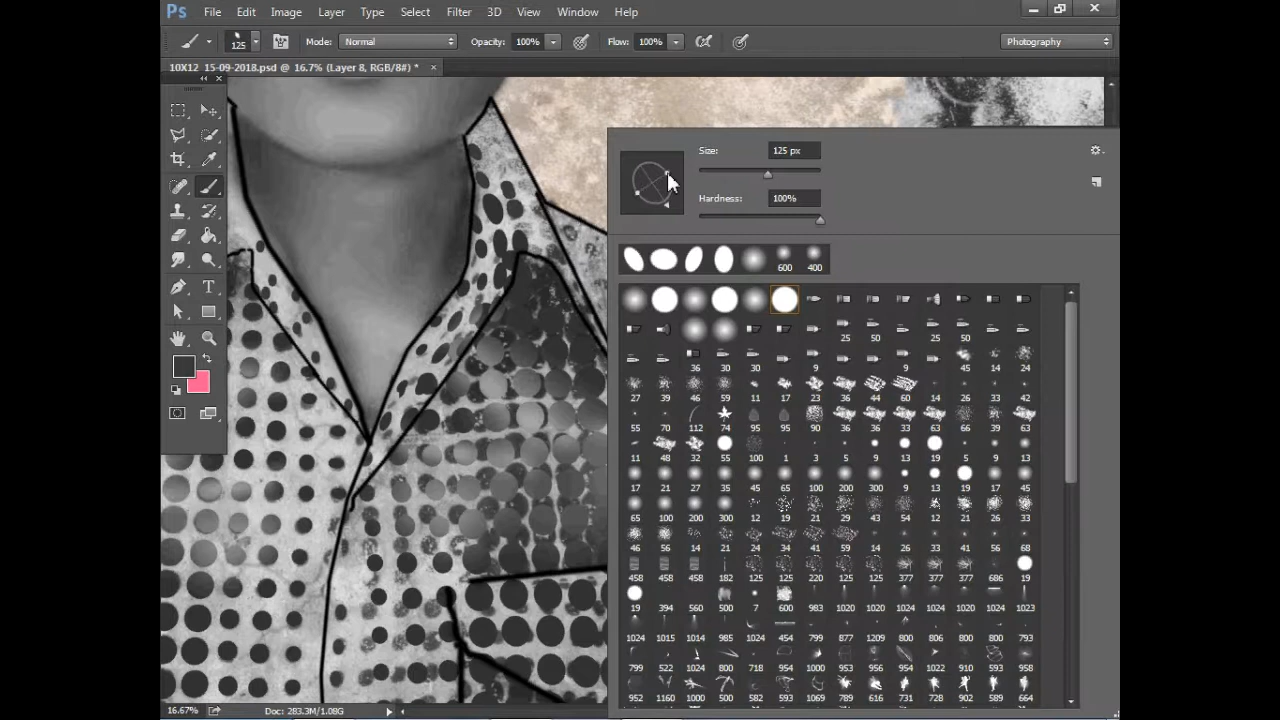 Ps File Edit Image Layer Type Select Filter 3D View Window Help
125 Mode: Normal Opacity: 100% Flow: 100% Photography
10X12 15-09-2018.psd @ 16.7% (Layer 8, RGB/8#) * ×
Size: 125 px
Hardness: 100%
600 400
25 50 25 50
36 30 30 9 9 45 14 24
27 39 46 59 11 17 23 36 44 60 14 26 33 42
55 70 112 74 95 95 90 36 36 33 63 66 39 63
11 48 32 55 100 1 3 5 9 13 19 5 9 13
17 21 27 35 45 65 100 200 300 9 13 19 17 45
65 100 200 300 12 19 21 29 43 54 12 21 26 33
46 56 14 21 24 34 41 59 14 26 33 41 56 68
458 458 458 182 125 125 220 125 125 377 377 377 686 19
19 394 560 500 7 600 983 1020 1020 1020 1020 1020 1024 1023
1024 1015 1014 985 1024 454 799 877 1209 800 806 800 800 793
799 522 1024 800 718 954 1000 953 956 954 1022 910 593 958
952 1160 1000 500 582 593 1069 789 616 731 728 902 589 664
16.67% Doc: 283.3M/1.08G